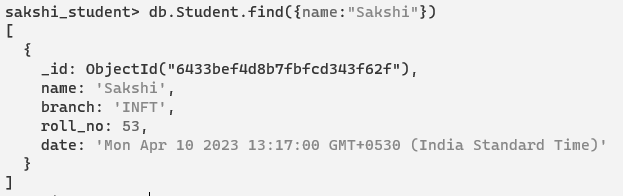 sakshi_student> db.Student.find({name:"Sakshi"})
[
  {
    _id: ObjectId("6433bef4d8b7fbfcd343f62f"),
    name: 'Sakshi',
    branch: 'INFT',
    roll_no: 53,
    date: 'Mon Apr 10 2023 13:17:00 GMT+0530 (India Standard Time)'
  }
]